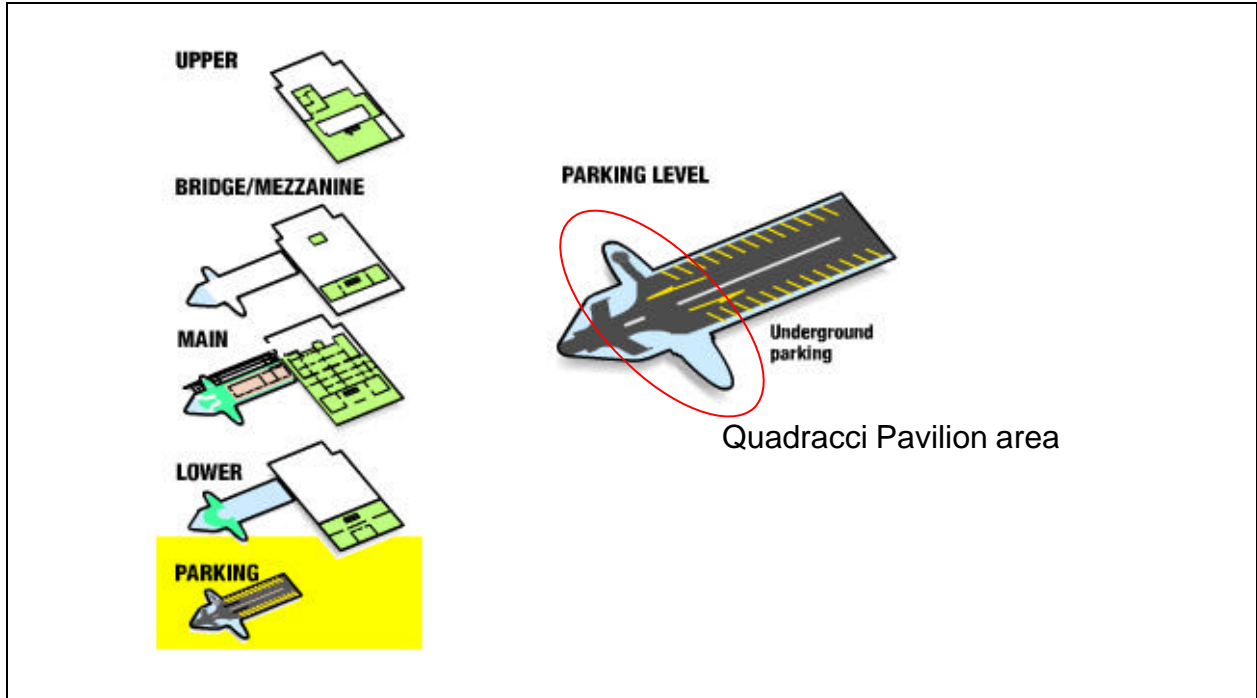 UPPER
BRIDGE/MEZZANINE
MAIN
LOWER
PARKING
PARKING LEVEL
Underground
parking
Quadracci Pavilion area